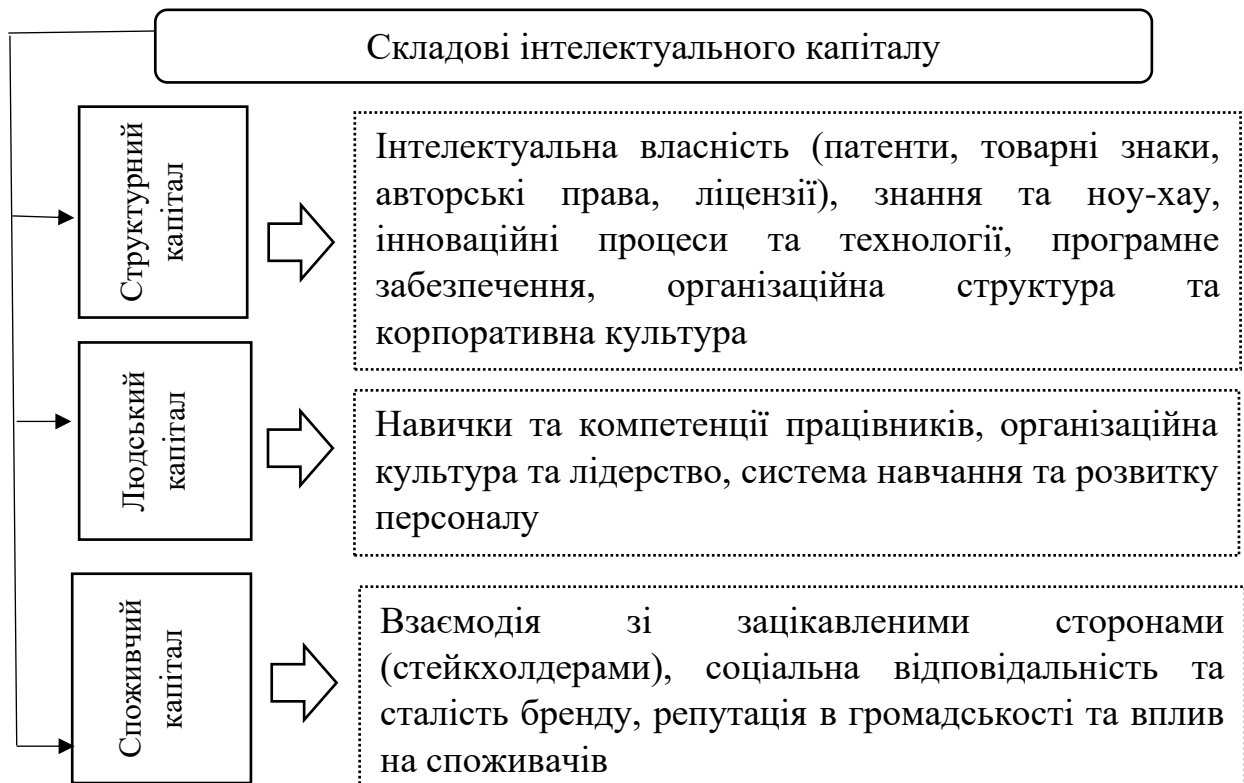 Складові інтелектуального капіталу
Структурний
капітал
Інтелектуальна власність (патенти, товарні знаки,
авторські права, ліцензії), знання та ноу-хау,
інноваційні процеси та технології, програмне
забезпечення, організаційна структура та
корпоративна культура
Людський
капітал
Навички та компетенції працівників, організаційна
культура та лідерство, система навчання та розвитку
персоналу
Споживчий
капітал
Взаємодія зі зацікавленими сторонами
(стейкхолдерами), соціальна відповідальність та
сталість бренду, репутація в громадськості та вплив
на споживачів